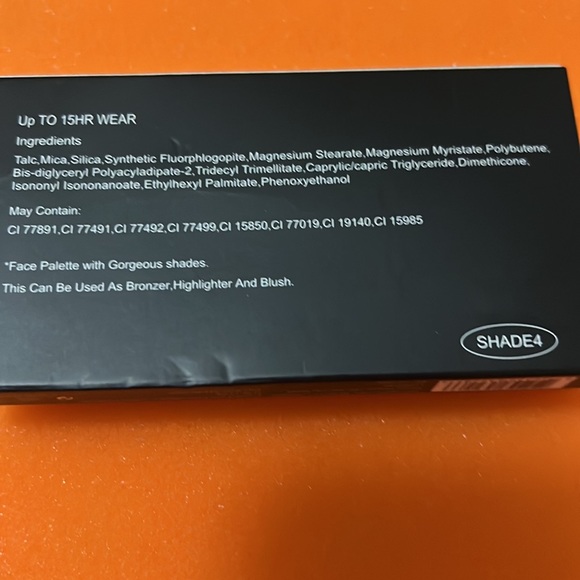 Up TO 15HR WEAR
Ingredients
Talc,Mica,Silica,Synthetic Fluorphlogopite,Magnesium Stearate,Magnesium Myristate,Polybutene,
Bis-diglyceryl Polyacyladipate-2,Tridecyl Trimellitate,Caprylic/capric Triglyceride,Dimethicone,
Isononyl Isononanoate,Ethylhexyl Palmitate,Phenoxyethanol
May Contain:
CI 77891,CI 77491,CI 77492,CI 77499,CI 15850,CI 77019,CI 19140,CI 15985
*Face Palette with Gorgeous shades.
This Can Be Used As Bronzer,Highlighter And Blush.
SHADE4